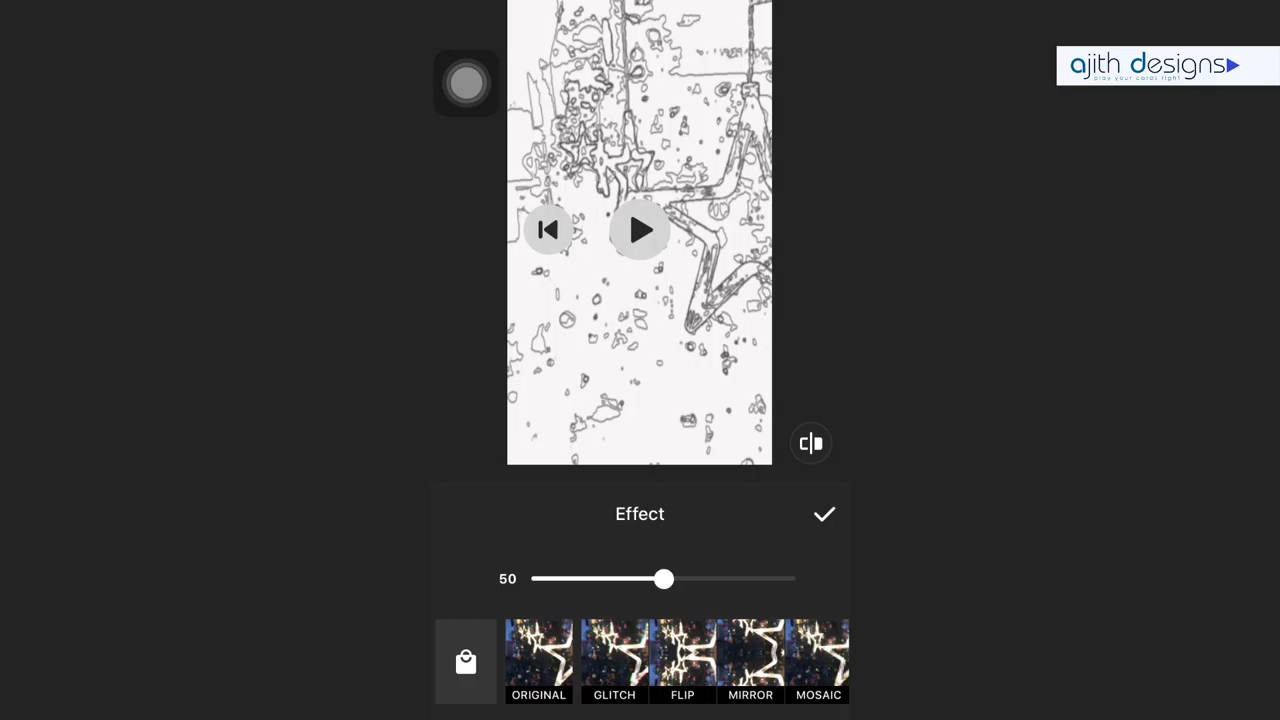 ajith designs
play your cards right
Effect
50
ORIGINAL GLITCH FLIP MIRROR MOSAIC